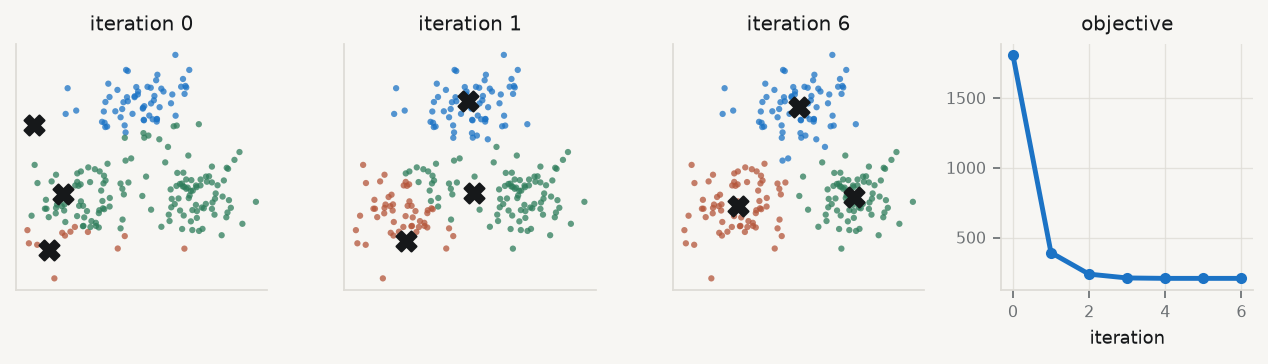 iteration 0
iteration 1
iteration 6
objective
1500
1000
500
0 2 4 6
iteration